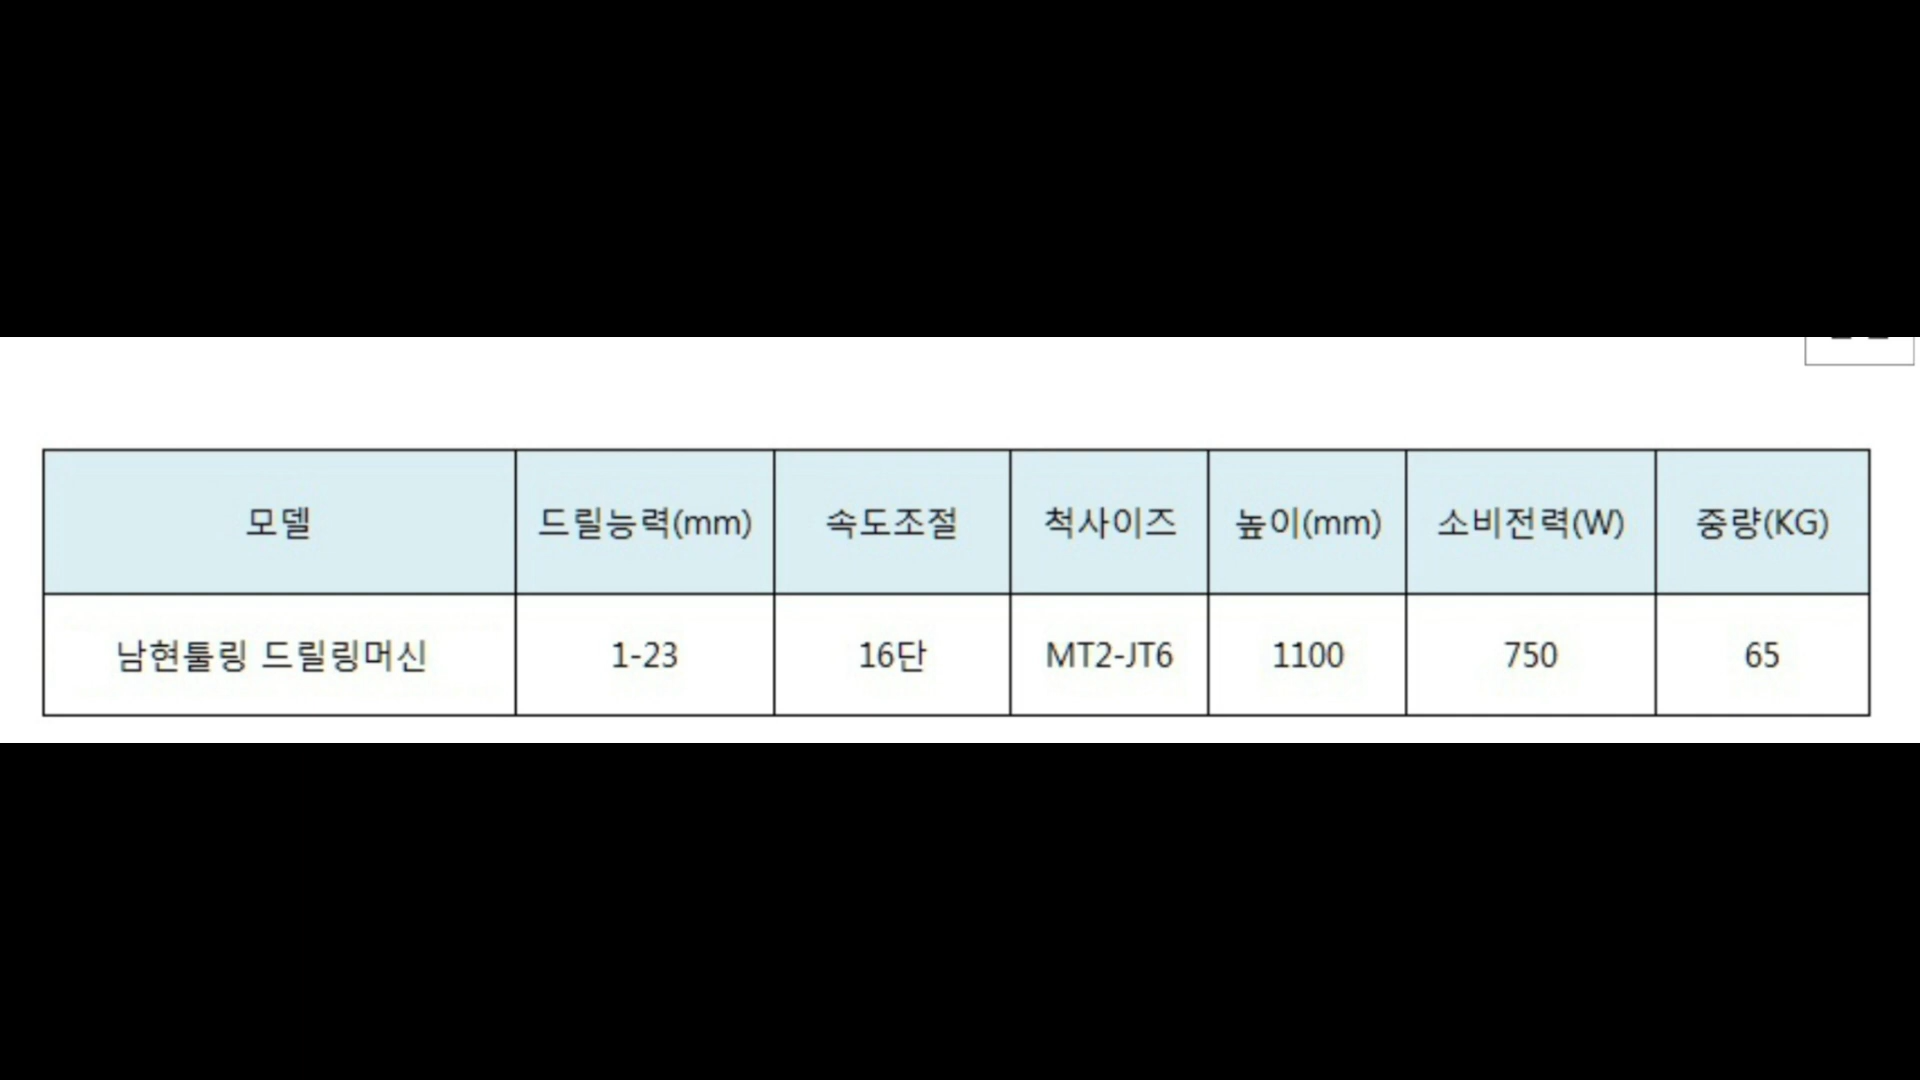 모델 드릴능력(mm) 속도조절 척사이즈 높이(mm) 소비전력(W) 중량(KG)
남현툴링 드릴링머신 1-23 16단 MT2-JT6 1100 750 65